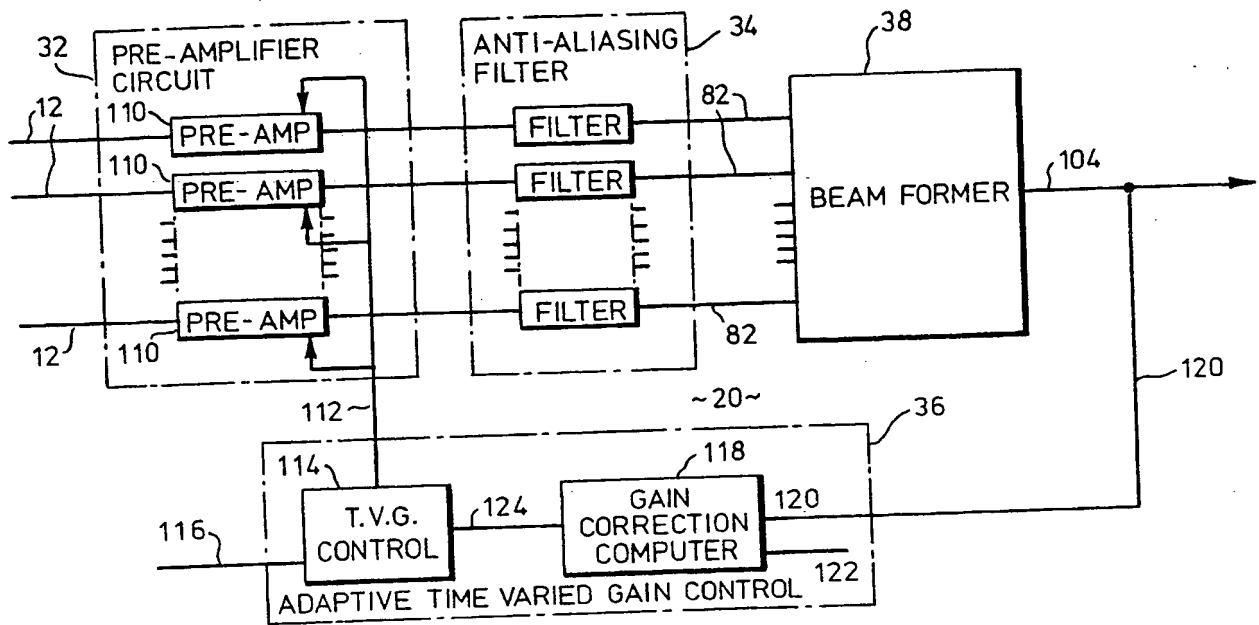 32
PRE-AMPLIFIER
CIRCUIT
ANTI-ALIASING
FILTER
34
38
12
110
PRE-AMP
FILTER
82
110
PRE-AMP
FILTER
104
BEAM FORMER
PRE-AMP
FILTER
12
110
82
120
112
~20~
36
114
118
T.V.G.
CONTROL
124
GAIN
CORRECTION
COMPUTER
120
116
122
ADAPTIVE TIME VARIED GAIN CONTROL